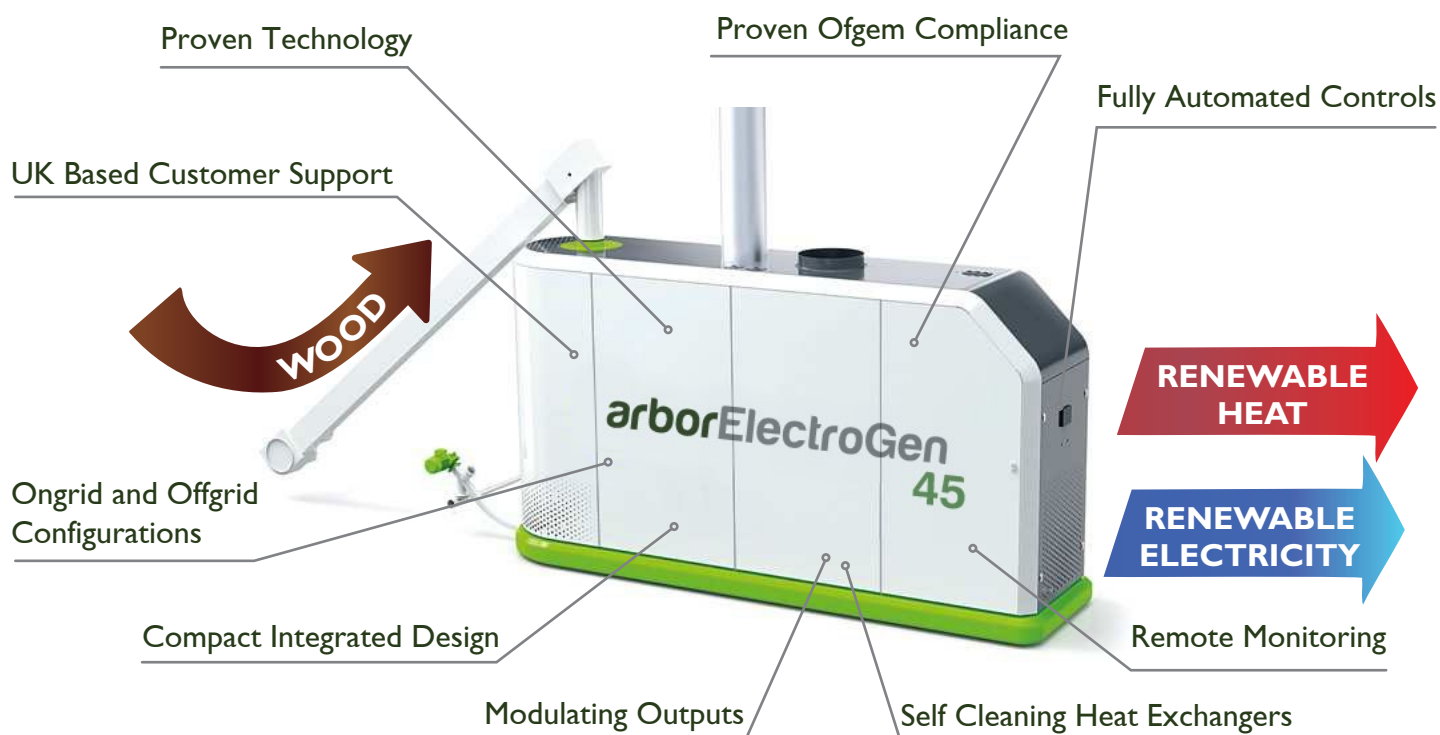 Proven Technology
Proven Ofgem Compliance
Fully Automated Controls
UK Based Customer Support
WOOD
arborElectroGen
45
RENEWABLE
HEAT
Ongrid and Offgrid
Configurations
RENEWABLE
ELECTRICITY
Compact Integrated Design
Remote Monitoring
Modulating Outputs
Self Cleaning Heat Exchangers